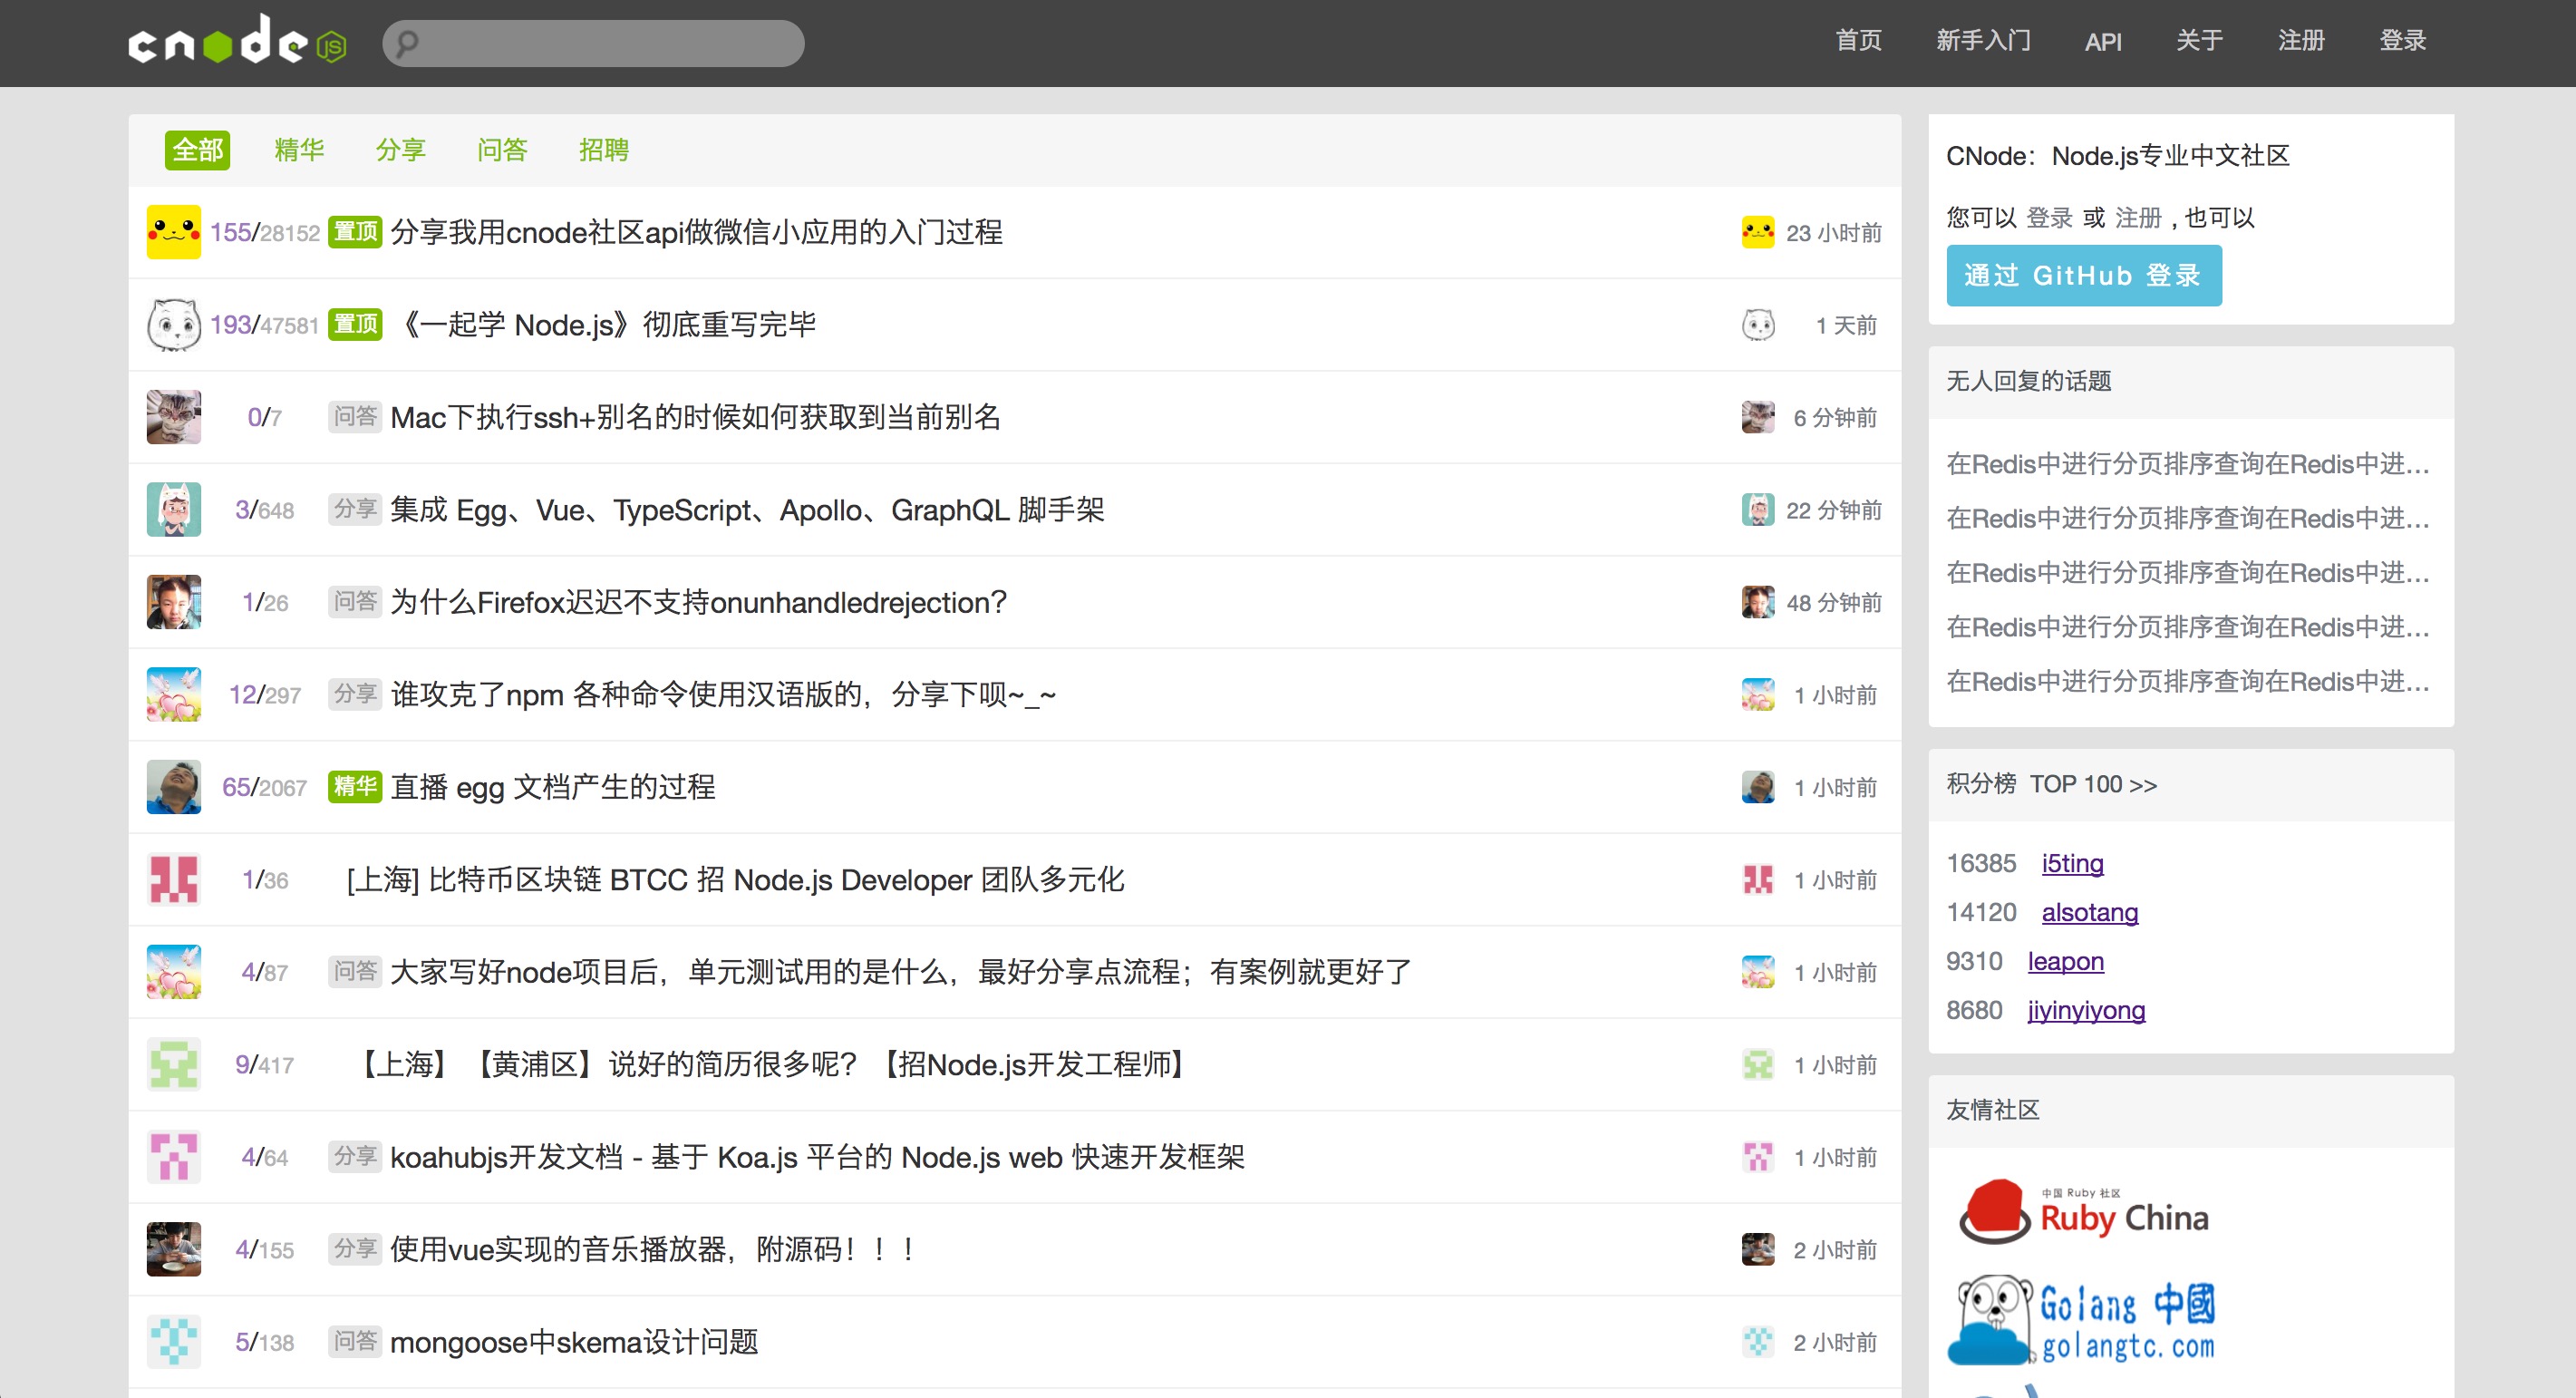 cnode js
首页 新手入门 API 关于 注册 登录
全部 精华 分享 问答 招聘
155/28152 置顶 分享我用cnode社区api做微信小应用的入门过程 23 小时前
193/47581 置顶 《一起学 Node.js》彻底重写完毕 1 天前
0/7 问答 Mac下执行ssh+别名的时候如何获取到当前别名 6 分钟前
3/648 分享 集成 Egg、Vue、TypeScript、Apollo、GraphQL 脚手架 22 分钟前
1/26 问答 为什么Firefox迟迟不支持onunhandledrejection？ 48 分钟前
12/297 分享 谁攻克了npm 各种命令使用汉语版的，分享下呗~_~ 1 小时前
65/2067 精华 直播 egg 文档产生的过程 1 小时前
1/36 [上海] 比特币区块链 BTCC 招 Node.js Developer 团队多元化 1 小时前
4/87 问答 大家写好node项目后，单元测试用的是什么，最好分享点流程；有案例就更好了 1 小时前
9/417 【上海】【黄浦区】说好的简历很多呢？【招Node.js开发工程师】 1 小时前
4/64 分享 koahubjs开发文档 - 基于 Koa.js 平台的 Node.js web 快速开发框架 1 小时前
4/155 分享 使用vue实现的音乐播放器，附源码！！！ 2 小时前
5/138 问答 mongoose中skema设计问题 2 小时前
CNode：Node.js专业中文社区
您可以 登录 或 注册 , 也可以
通过 GitHub 登录
无人回复的话题
在Redis中进行分页排序查询在Redis中进...
在Redis中进行分页排序查询在Redis中进...
在Redis中进行分页排序查询在Redis中进...
在Redis中进行分页排序查询在Redis中进...
在Redis中进行分页排序查询在Redis中进...
积分榜 TOP 100 >>
16385 i5ting
14120 alsotang
9310 leapon
8680 jiyinyiyong
友情社区
中国 Ruby 社区
Ruby China
Golang 中國
golangtc.com